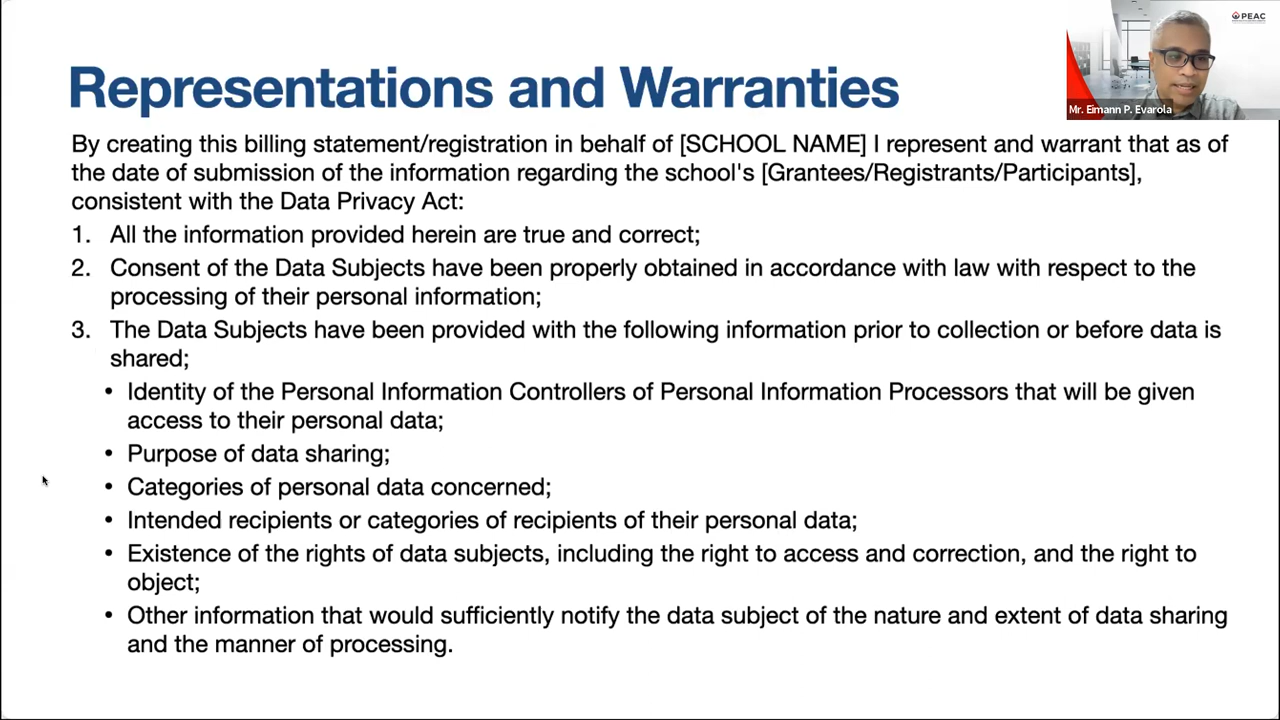 PEAC
Mr. Eimann P. Evarola
Representations and Warranties
By creating this billing statement/registration in behalf of [SCHOOL NAME] I represent and warrant that as of
the date of submission of the information regarding the school's [Grantees/Registrants/Participants],
consistent with the Data Privacy Act:
1. All the information provided herein are true and correct;
2. Consent of the Data Subjects have been properly obtained in accordance with law with respect to the
processing of their personal information;
3. The Data Subjects have been provided with the following information prior to collection or before data is
shared;
• Identity of the Personal Information Controllers of Personal Information Processors that will be given
access to their personal data;
• Purpose of data sharing;
• Categories of personal data concerned;
• Intended recipients or categories of recipients of their personal data;
• Existence of the rights of data subjects, including the right to access and correction, and the right to
object;
• Other information that would sufficiently notify the data subject of the nature and extent of data sharing
and the manner of processing.